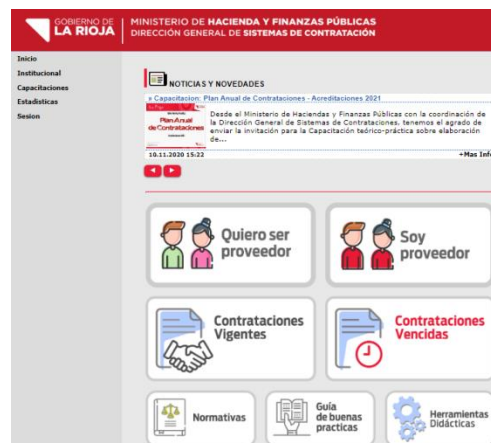 GOBIERNO DE
LA RIOJA
MINISTERIO DE HACIENDA Y FINANZAS PÚBLICAS
DIRECCIÓN GENERAL DE SISTEMAS DE CONTRATACIÓN
Inicio
Institucional
Capacitaciones
Estadisticas
Sesion
NOTICIAS Y NOVEDADES
» Capacitacion: Plan Anual de Contrataciones - Acreditaciones 2021
Plan Anual
de Contrataciones
Desde el Ministerio de Haciendas y Finanzas Públicas con la coordinación de
la Dirección General de Sistemas de Contrataciones, tenemos el agrado de
enviar la invitación para la Capacitación teórico-práctica sobre elaboración
de...
10.11.2020 15:22
+Mas Info
Quiero ser
proveedor
Soy
proveedor
Contrataciones
Vigentes
Contrataciones
Vencidas
Normativas
Guía
de buenas
practicas
Herramientas
Didácticas